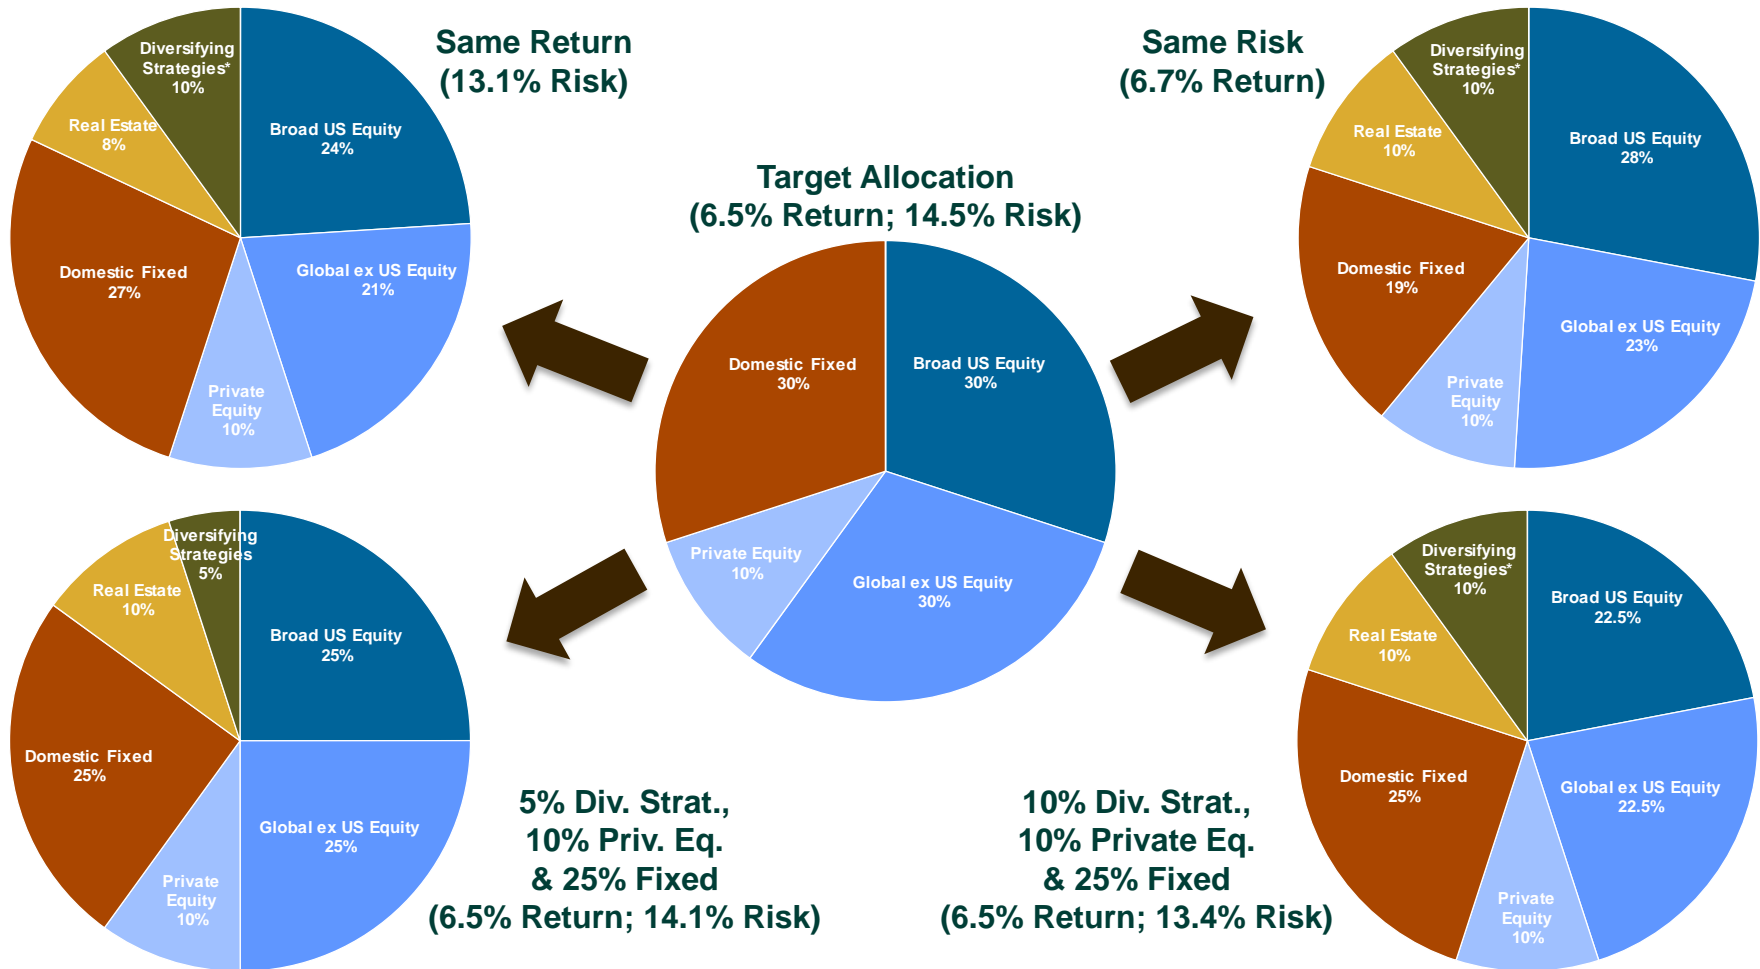 Same Return
(13.1% Risk)
Diversifying
Strategies*
10%
Broad US Equity
24%
Real Estate
8%
Domestic Fixed
27%
Global ex US Equity
21%
Private
Equity
10%
Same Risk
(6.7% Return)
Diversifying
Strategies*
10%
Broad US Equity
28%
Real Estate
10%
Domestic Fixed
19%
Global ex US Equity
23%
Private
Equity
10%
Target Allocation
(6.5% Return; 14.5% Risk)
Domestic Fixed
30%
Broad US Equity
30%
Private Equity
10%
Global ex US Equity
30%
Diversifying
Strategies
5%
Real Estate
10%
Broad US Equity
25%
Domestic Fixed
25%
Global ex US Equity
25%
Private
Equity
10%
5% Div. Strat.,
10% Priv. Eq.
& 25% Fixed
(6.5% Return; 14.1% Risk)
10% Div. Strat.,
10% Private Eq.
& 25% Fixed
(6.5% Return; 13.4% Risk)
Diversifying
Strategies*
10%
Broad US Equity
22.5%
Real Estate
10%
Domestic Fixed
25%
Global ex US Equity
22.5%
Private
Equity
10%